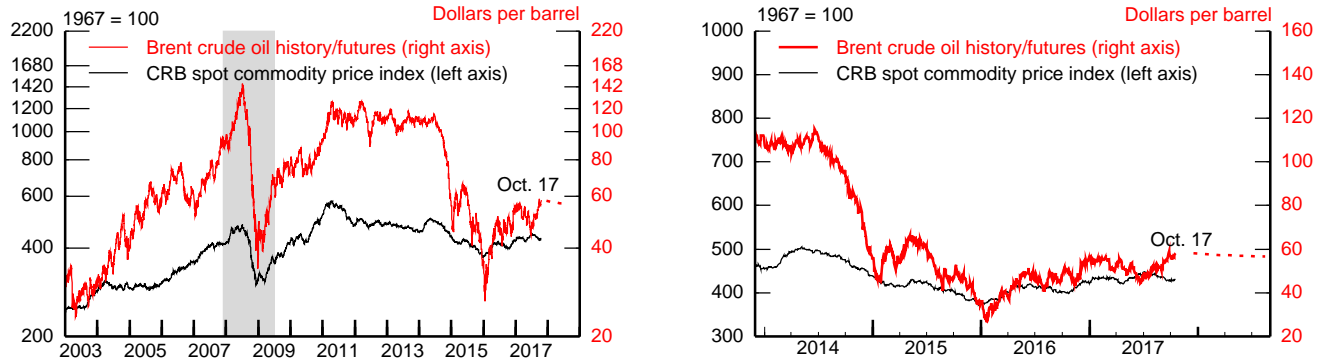 1967 = 100
Dollars per barrel
2200
1680
1420
1200
1000
800
600
400
200
220
168
142
120
100
80
60
40
20
Brent crude oil history/futures (right axis)
CRB spot commodity price index (left axis)
Oct. 17
2003 2005 2007 2009 2011 2013 2015 2017
1967 = 100
Dollars per barrel
1000
900
800
700
600
500
400
300
160
140
120
100
80
60
40
20
Brent crude oil history/futures (right axis)
CRB spot commodity price index (left axis)
Oct. 17
2014 2015 2016 2017